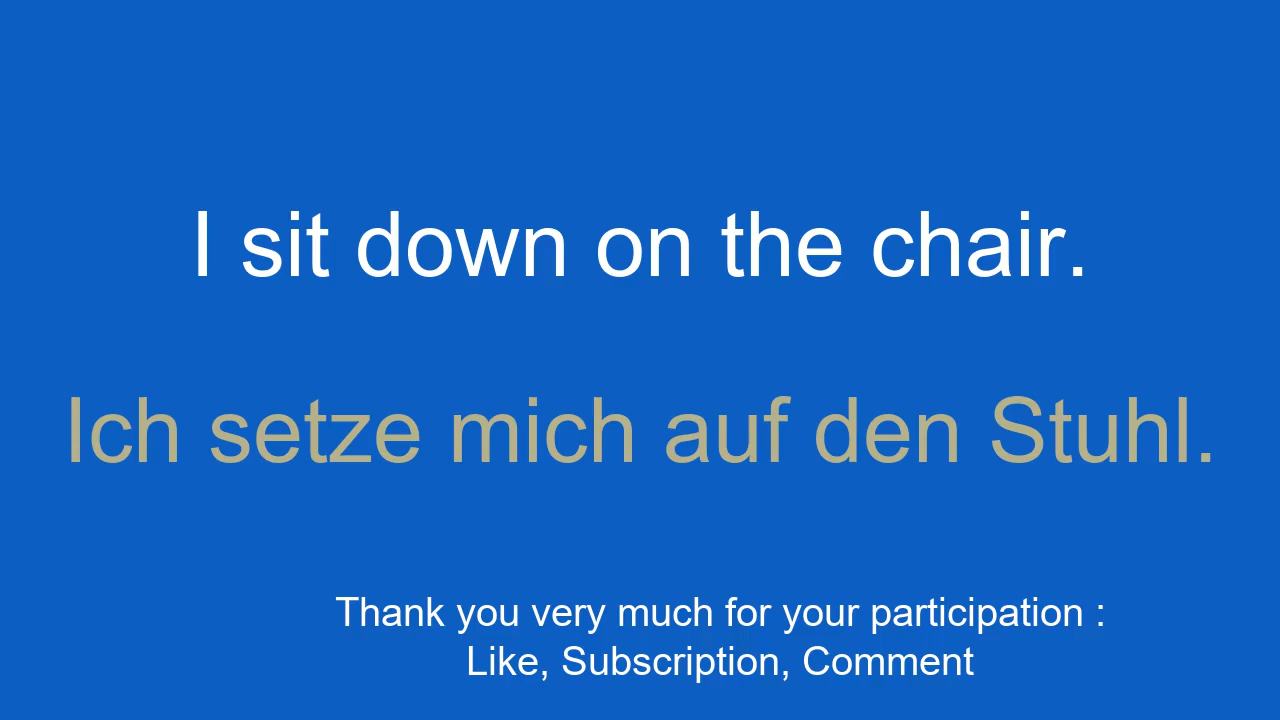 I sit down on the chair.
Ich setze mich auf den Stuhl.
Thank you very much for your participation :
Like, Subscription, Comment